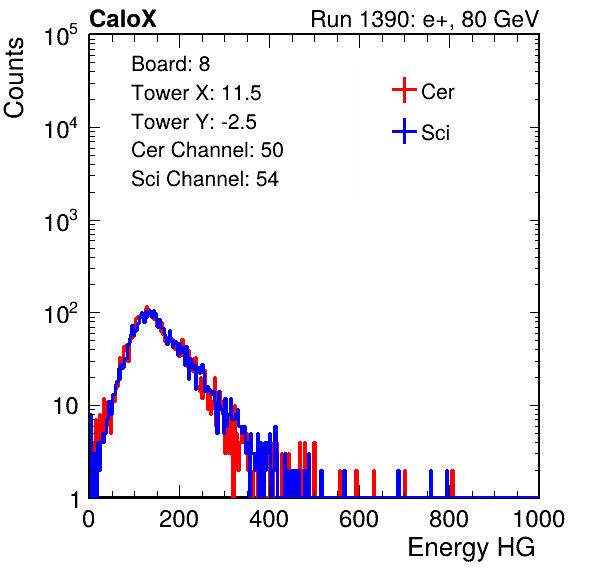 CaloX Run 1390: e+, 80 GeV
Counts
10^5
10^4
10^3
10^2
10
1
Board: 8
Tower X: 11.5
Tower Y: -2.5
Cer Channel: 50
Sci Channel: 54
Cer
Sci
0 200 400 600 800 1000
Energy HG